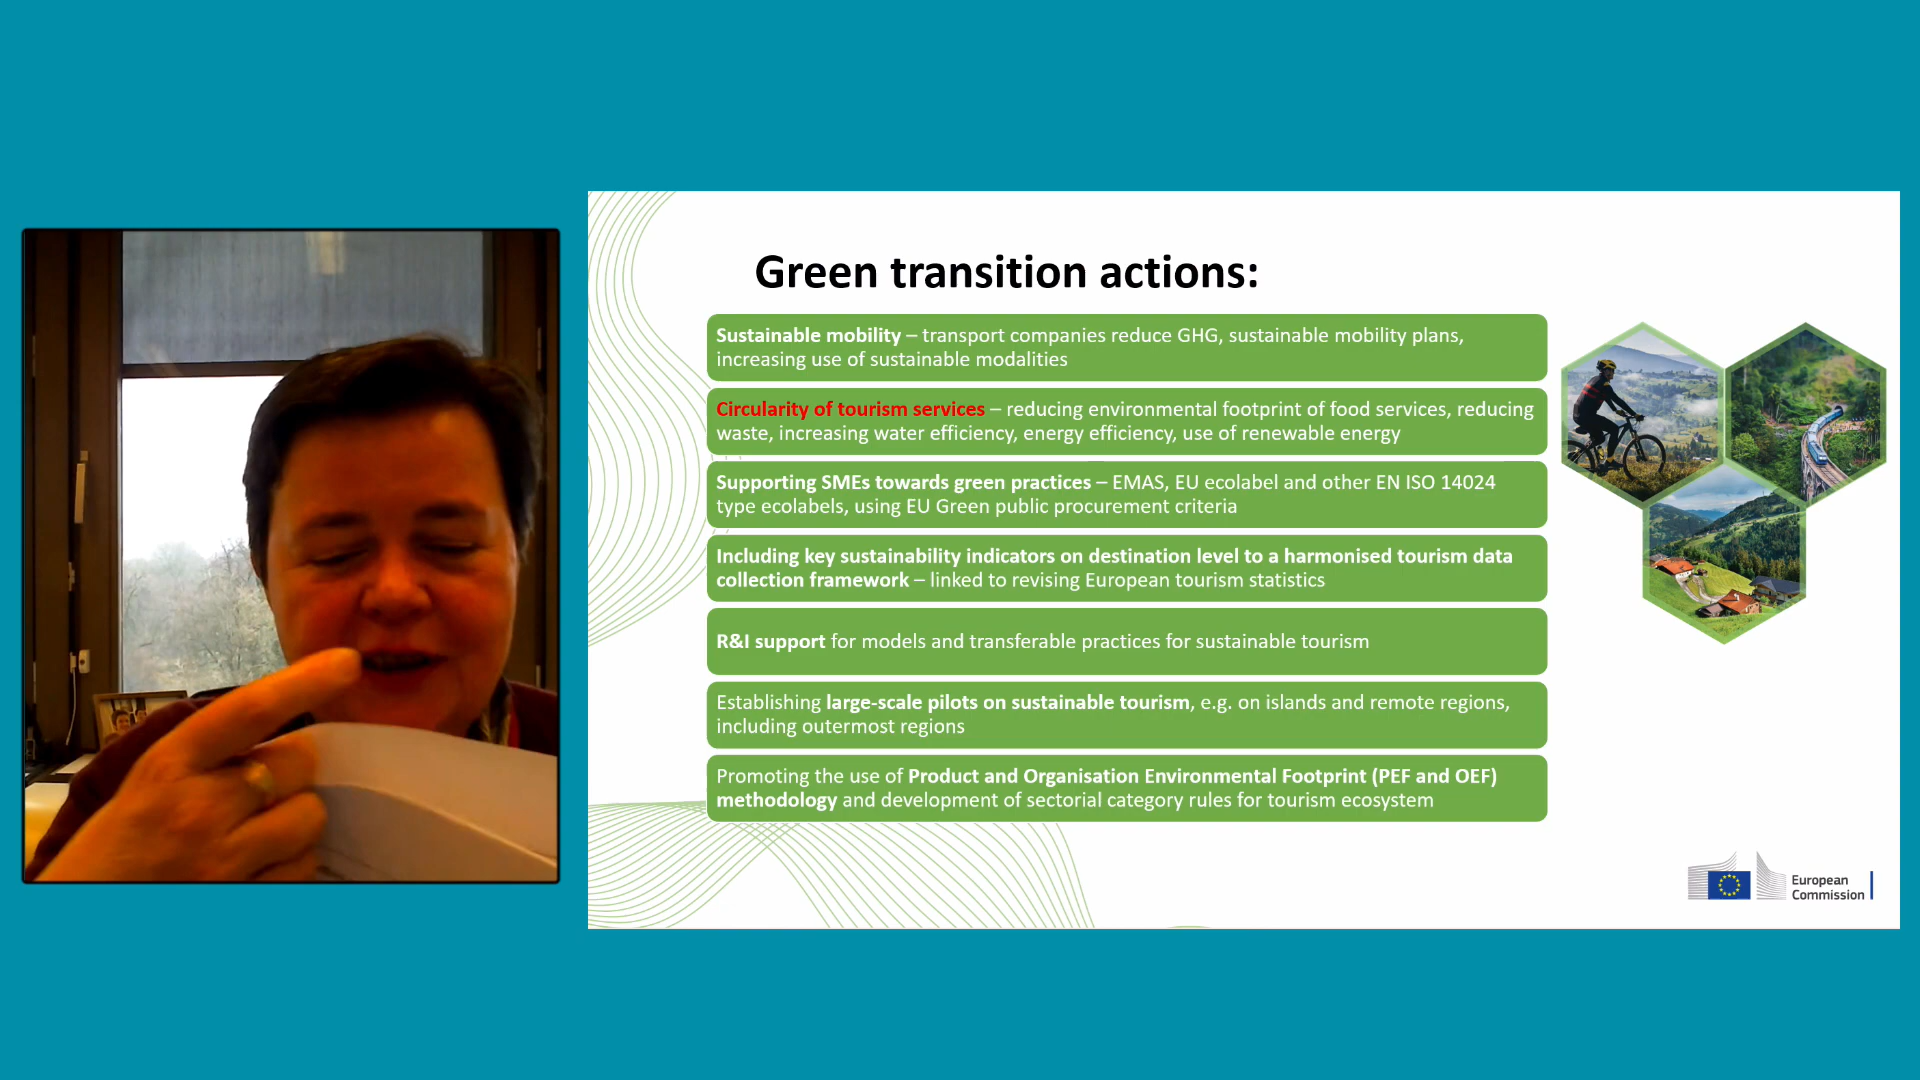 Green transition actions:
Sustainable mobility – transport companies reduce GHG, sustainable mobility plans,
increasing use of sustainable modalities
Circularity of tourism services – reducing environmental footprint of food services, reducing
waste, increasing water efficiency, energy efficiency, use of renewable energy
Supporting SMEs towards green practices – EMAS, EU ecolabel and other EN ISO 14024
type ecolabels, using EU Green public procurement criteria
Including key sustainability indicators on destination level to a harmonised tourism data
collection framework – linked to revising European tourism statistics
R&I support for models and transferable practices for sustainable tourism
Establishing large-scale pilots on sustainable tourism, e.g. on islands and remote regions,
including outermost regions
Promoting the use of Product and Organisation Environmental Footprint (PEF and OEF)
methodology and development of sectorial category rules for tourism ecosystem
European
Commission